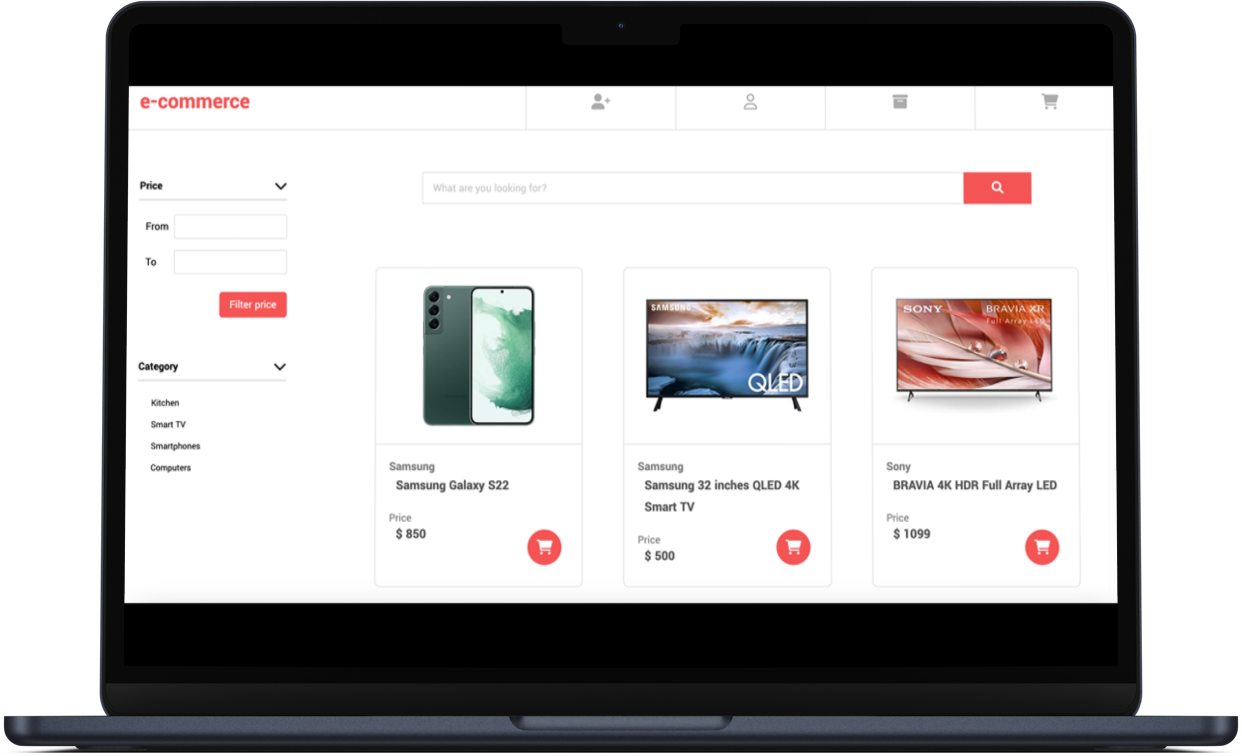 e-commerce
What are you looking for?
Price
From
To
Filter price
Category
Kitchen
Smart TV
Smartphones
Computers
SAMSUNG
QLED
SONY
BRAVIA XR
Full Array LED
Samsung
Samsung Galaxy S22
Price
$ 850
Samsung
Samsung 32 inches QLED 4K
Smart TV
Price
$ 500
Sony
BRAVIA 4K HDR Full Array LED
Price
$ 1099